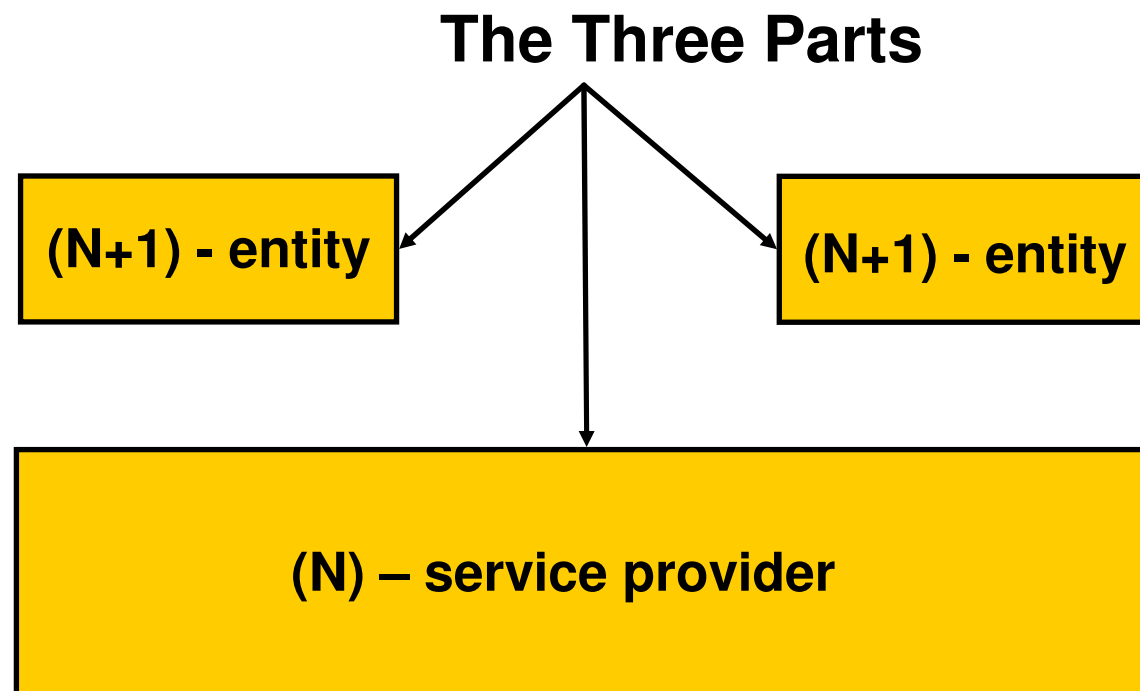 The Three Parts
(N+1) - entity
(N+1) - entity
(N) – service provider